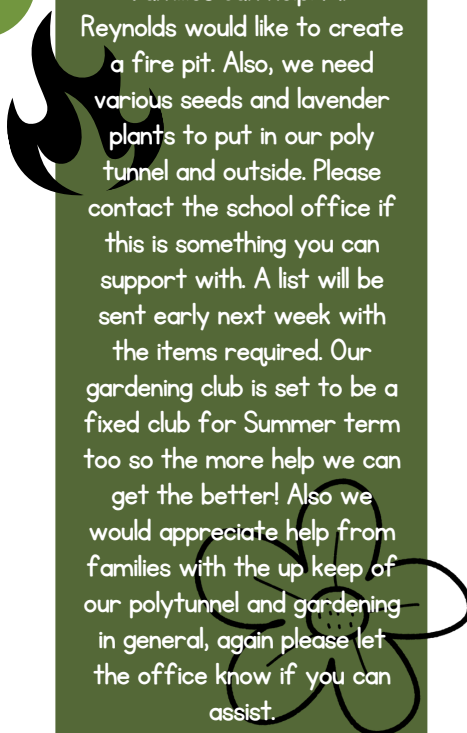 Reynolds would like to create
a fire pit. Also, we need
various seeds and lavender
plants to put in our poly
tunnel and outside. Please
contact the school office if
this is something you can
support with. A list will be
sent early next week with
the items required. Our
gardening club is set to be a
fixed club for Summer term
too so the more help we can
get the better! Also we
would appreciate help from
families with the up keep of
our polytunnel and gardening
in general, again please let
the office know if you can
assist.